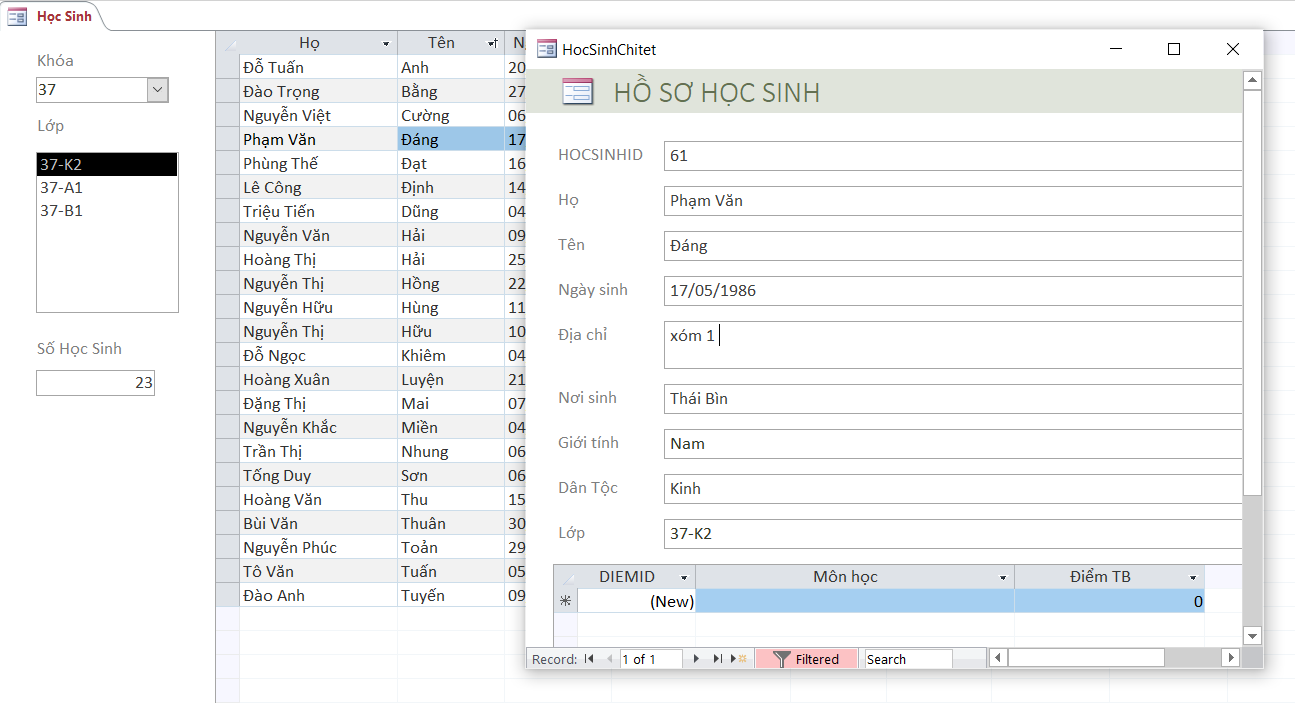 Học Sinh
Khóa
37
Lớp
37-K2
37-A1
37-B1
Số Học Sinh
23
Họ Tên N
Đỗ Tuấn Anh 20
Đào Trọng Bằng 27
Nguyễn Việt Cường 06
Phạm Văn Đáng 17
Phùng Thế Đạt 16
Lê Công Định 14
Triệu Tiến Dũng 04
Nguyễn Văn Hải 09
Hoàng Thị Hải 25
Nguyễn Thị Hồng 22
Nguyễn Hữu Hùng 11
Nguyễn Thị Hữu 10
Đỗ Ngọc Khiêm 04
Hoàng Xuân Luyện 21
Đặng Thị Mai 07
Nguyễn Khắc Miền 04
Trần Thị Nhung 06
Tống Duy Sơn 06
Hoàng Văn Thu 15
Bùi Văn Thuân 30
Nguyễn Phúc Toản 29
Tô Văn Tuấn 05
Đào Anh Tuyến 09
HocSinhChitet
HỒ SƠ HỌC SINH
HOCSINHID 61
Họ Phạm Văn
Tên Đáng
Ngày sinh 17/05/1986
Địa chỉ xóm 1
Nơi sinh Thái Bìn
Giới tính Nam
Dân Tộc Kinh
Lớp 37-K2
DIEMID Môn học Điểm TB
(New) 0
Record: 1 of 1 Filtered Search